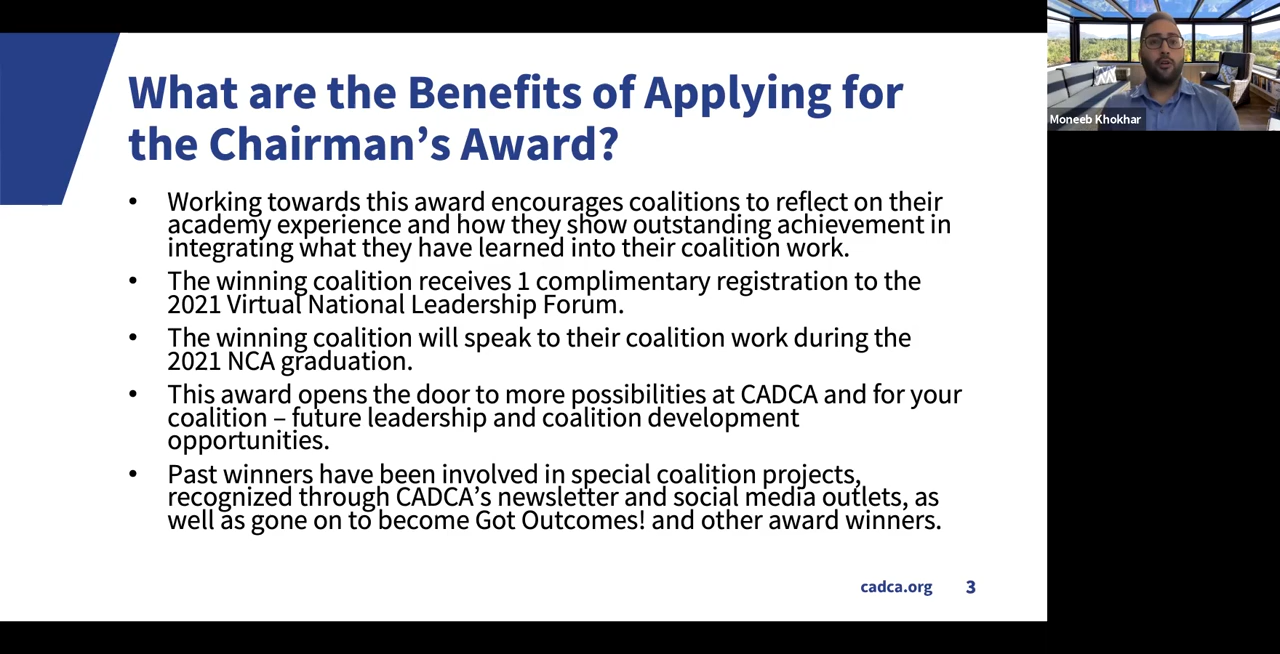 What are the Benefits of Applying for
the Chairman’s Award?
• Working towards this award encourages coalitions to reflect on their
academy experience and how they show outstanding achievement in
integrating what they have learned into their coalition work.
• The winning coalition receives 1 complimentary registration to the
2021 Virtual National Leadership Forum.
• The winning coalition will speak to their coalition work during the
2021 NCA graduation.
• This award opens the door to more possibilities at CADCA and for your
coalition – future leadership and coalition development
opportunities.
• Past winners have been involved in special coalition projects,
recognized through CADCA’s newsletter and social media outlets, as
well as gone on to become Got Outcomes! and other award winners.
cadca.org 3
Moneeb Khokhar